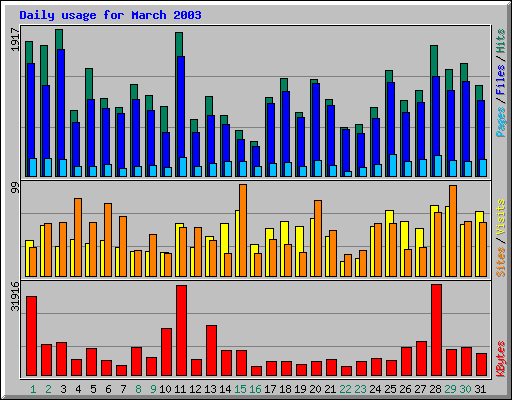 Daily usage for March 2003
1917
Pages / Files / Hits
99
Sites / Visits
31916
KBytes
1 2 3 4 5 6 7 8 9 10 11 12 13 14 15 16 17 18 19 20 21 22 23 24 25 26 27 28 29 30 31